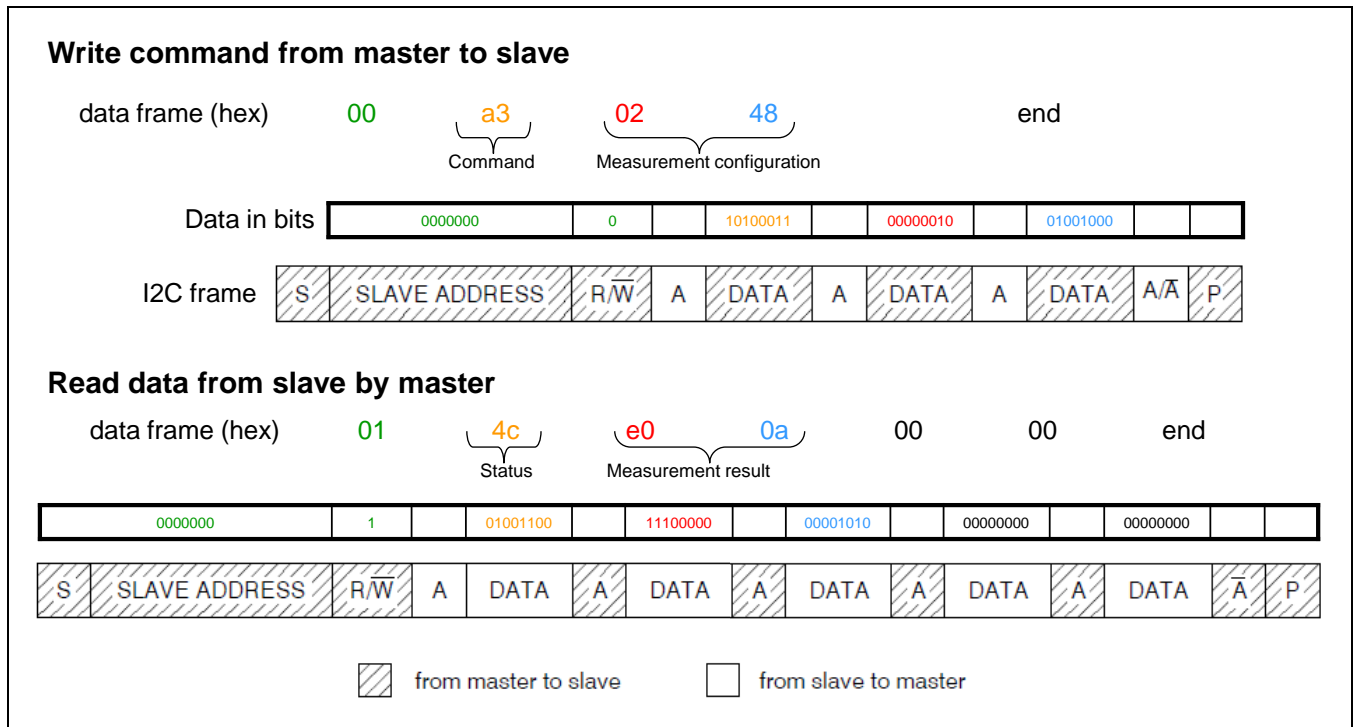 Write command from master to slave
data frame (hex) 00 a3 02 48 end
Command Measurement configuration
Data in bits 0000000 0 10100011 00000010 01001000
I2C frame S SLAVE ADDRESS R/W̅ A DATA A DATA A DATA A/A̅ P
Read data from slave by master
data frame (hex) 01 4c e0 0a 00 00 end
Status Measurement result
0000000 1 01001100 11100000 00001010 00000000 00000000
S SLAVE ADDRESS R/W̅ A DATA A DATA A DATA A DATA A DATA A̅ P
from master to slave from slave to master